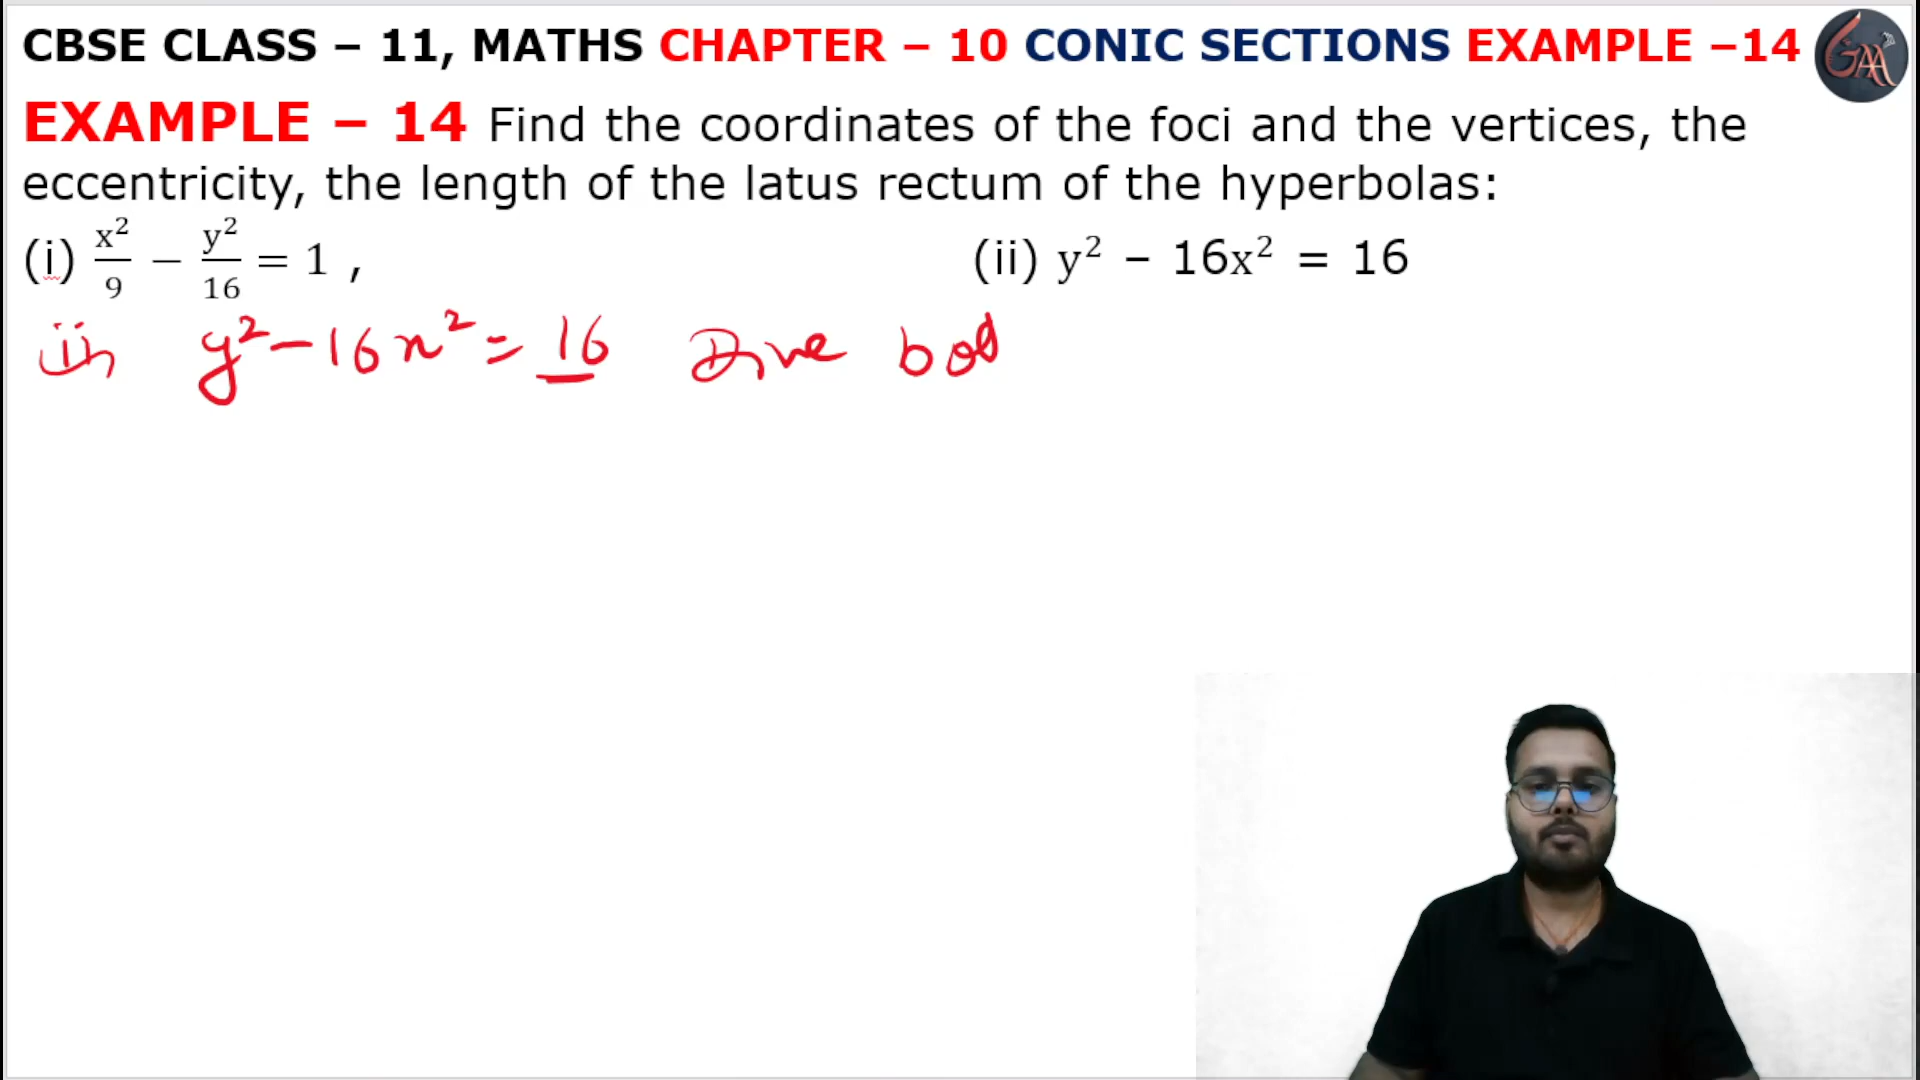 CBSE CLASS – 11, MATHS CHAPTER – 10 CONIC SECTIONS EXAMPLE –14
EXAMPLE – 14 Find the coordinates of the foci and the vertices, the
eccentricity, the length of the latus rectum of the hyperbolas:
(i) x²/9 − y²/16 = 1 , (ii) y² – 16x² = 16
(ii) y² − 16x² = 16